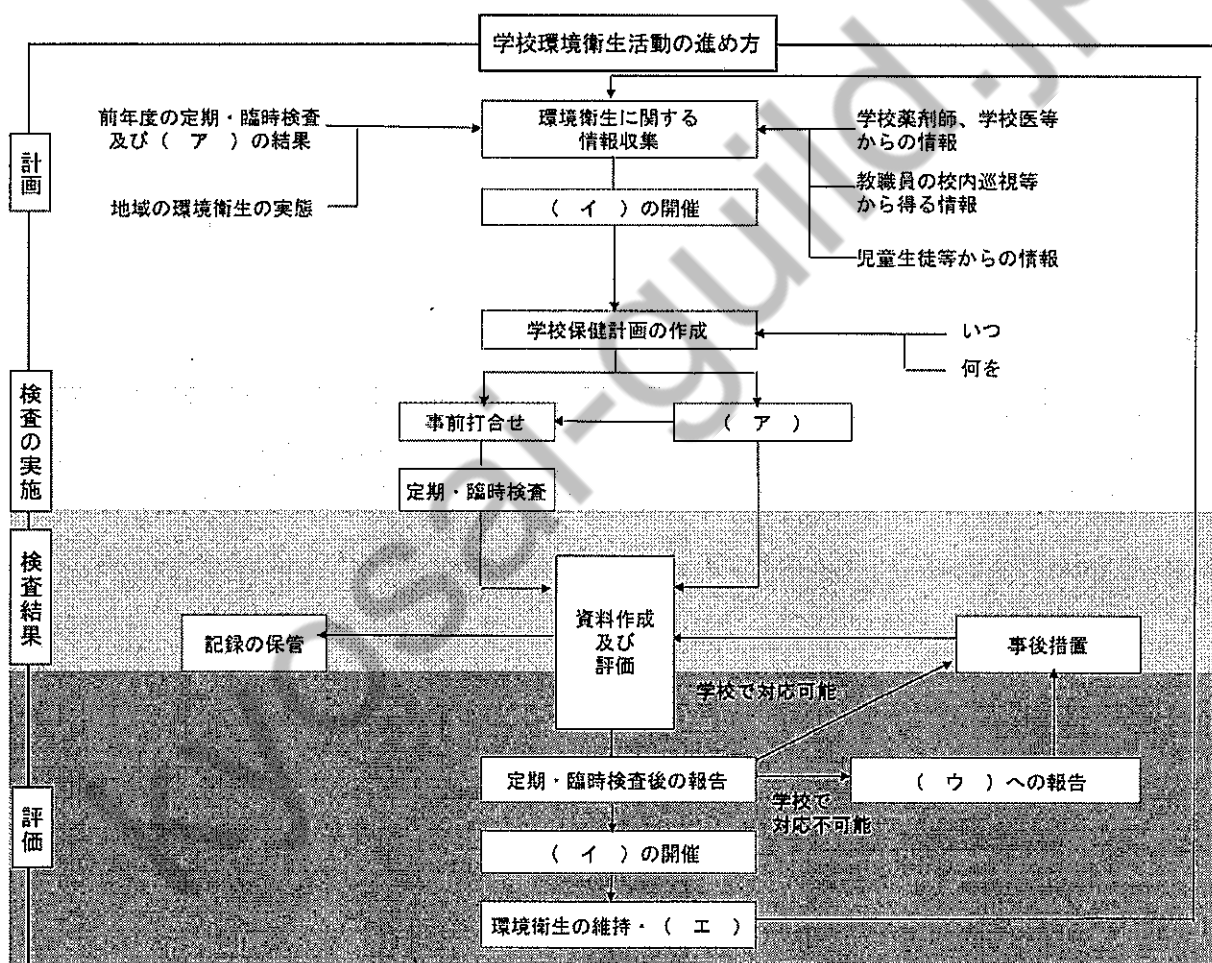 学校環境衛生活動の進め方
計画
前年度の定期・臨時検査
及び（　ア　）の結果
地域の環境衛生の実態
環境衛生に関する
情報収集
学校薬剤師、学校医等
からの情報
教職員の校内巡視等
から得る情報
児童生徒等からの情報
（　イ　）の開催
学校保健計画の作成
いつ
何を
検査の実施
事前打合せ
（　ア　）
定期・臨時検査
検査結果
資料作成
及び
評価
記録の保管
事後措置
学校で対応可能
評価
定期・臨時検査後の報告
（　ウ　）への報告
学校で
対応不可能
（　イ　）の開催
環境衛生の維持・（　エ　）
kyosai-guild.jp